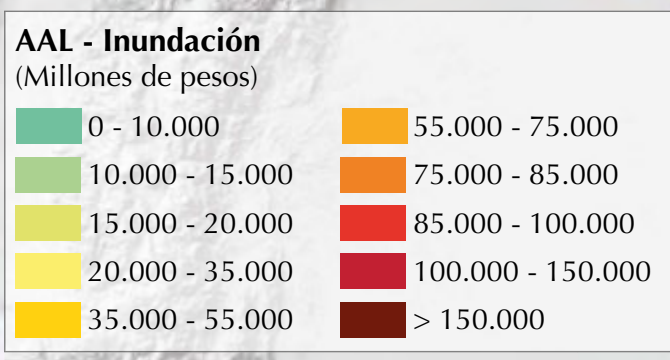 AAL - Inundación
(Millones de pesos)
0 - 10.000
10.000 - 15.000
15.000 - 20.000
20.000 - 35.000
35.000 - 55.000
55.000 - 75.000
75.000 - 85.000
85.000 - 100.000
100.000 - 150.000
> 150.000